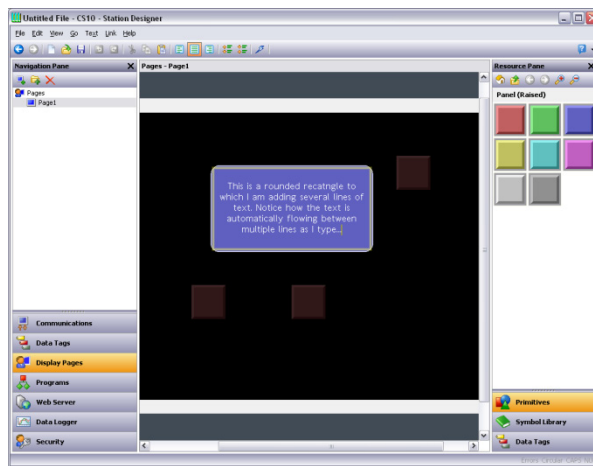 Untitled File - CS10 - Station Designer
File Edit View Go Text Link Help
Navigation Pane
Pages
Page1
Communications
Data Tags
Display Pages
Programs
Web Server
Data Logger
Security
Pages - Page1
This is a rounded recatngle to
which I am adding several lines of
text. Notice how the text is
automatically flowing between
multiple lines as I type...
Resource Pane
Panel (Raised)
Primitives
Symbol Library
Data Tags